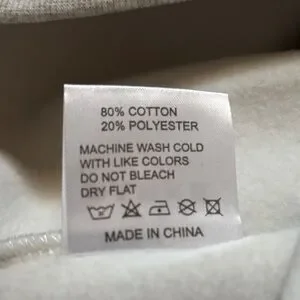 80% COTTON
20% POLYESTER
MACHINE WASH COLD
WITH LIKE COLORS
DO NOT BLEACH
DRY FLAT
MADE IN CHINA